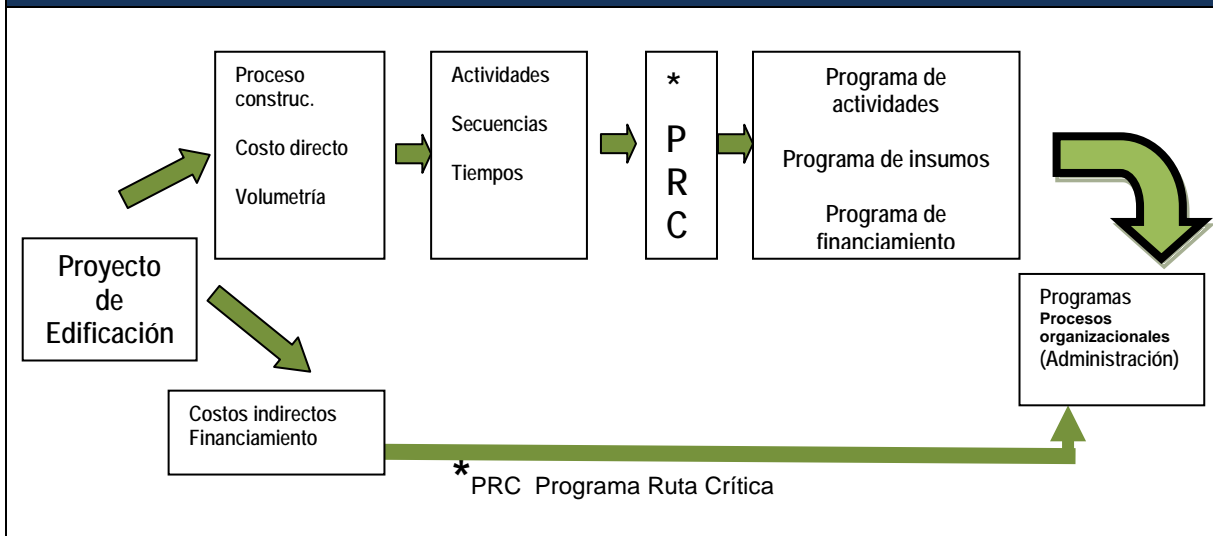 Proceso
construc.
Costo directo
Volumetría
Actividades
Secuencias
Tiempos
*
P
R
C
Programa de
actividades
Programa de insumos
Programa de
financiamiento
Proyecto
de
Edificación
Programas
Procesos
organizacionales
(Administración)
Costos indirectos
Financiamiento
*PRC Programa Ruta Crítica